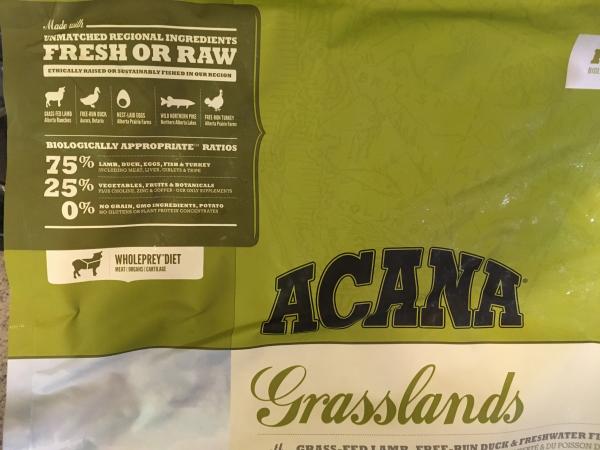 Made with
UNMATCHED REGIONAL INGREDIENTS
FRESH OR RAW
ETHICALLY RAISED OR SUSTAINABLY FISHED IN OUR REGION
GRASS-FED LAMB FREE-RUN DUCK NEST-LAID EGGS WILD NORTHERN PIKE FREE-RUN TURKEY
Alberta Ranches Aurora, Ontario Alberta Prairie Farms Northern Alberta Lakes Alberta Prairie Farms
BIOLOGICALLY APPROPRIATE™ RATIOS
75% LAMB, DUCK, EGGS, FISH & TURKEY
INCLUDING MEAT, LIVER, GIBLETS & TRIPE
25% VEGETABLES, FRUITS & BOTANICALS
PLUS CHOLINE, ZINC & COPPER - OUR ONLY SUPPLEMENTS
0% NO GRAIN, GMO INGREDIENTS, POTATO
NO GLUTENS OR PLANT PROTEIN CONCENTRATES
WHOLEPREY™DIET
MEAT | ORGANS | CARTILAGE
ACANA®
Grasslands
GRASS-FED LAMB, FREE-RUN DUCK & FRESHWATER
DU POISSON